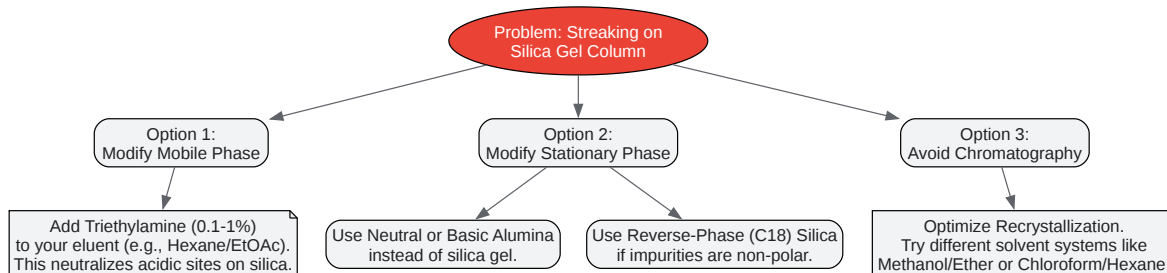 Problem: Streaking on
Silica Gel Column
Option 1:
Modify Mobile Phase
Option 2:
Modify Stationary Phase
Option 3:
Avoid Chromatography
Add Triethylamine (0.1-1%)
to your eluent (e.g., Hexane/EtOAc).
This neutralizes acidic sites on silica.
Use Neutral or Basic Alumina
instead of silica gel.
Use Reverse-Phase (C18) Silica
if impurities are non-polar.
Optimize Recrystallization.
Try different solvent systems like
Methanol/Ether or Chloroform/Hexane.